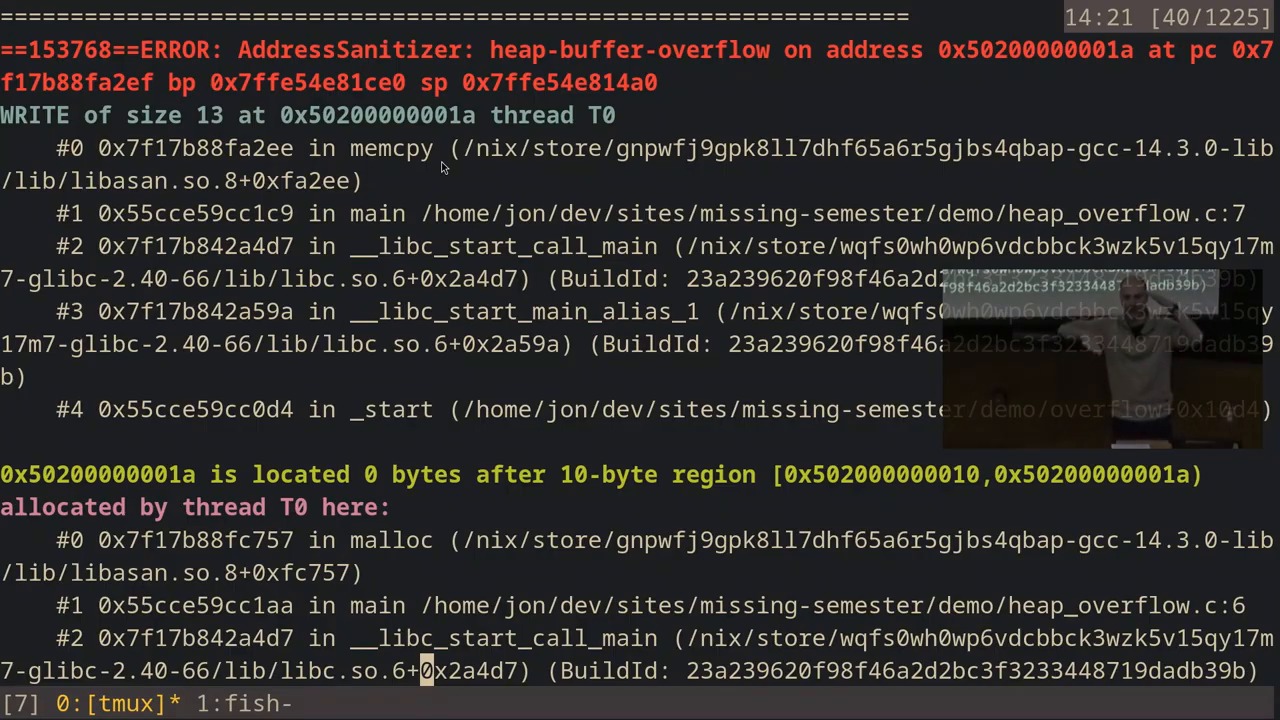 =================================================================
14:21 [40/1225]
==153768==ERROR: AddressSanitizer: heap-buffer-overflow on address 0x50200000001a at pc 0x7
f17b88fa2ef bp 0x7ffe54e81ce0 sp 0x7ffe54e814a0
WRITE of size 13 at 0x50200000001a thread T0
#0 0x7f17b88fa2ee in memcpy (/nix/store/gnpwfj9gpk8ll7dhf65a6r5gjbs4qbap-gcc-14.3.0-lib
/lib/libasan.so.8+0xfa2ee)
#1 0x55cce59cc1c9 in main /home/jon/dev/sites/missing-semester/demo/heap_overflow.c:7
#2 0x7f17b842a4d7 in __libc_start_call_main (/nix/store/wqfs0wh0wp6vdcbbck3wzk5v15qy17m
7-glibc-2.40-66/lib/libc.so.6+0x2a4d7) (BuildId: 23a239620f98f46a2d2bc3f3233448719dadb39b)
#3 0x7f17b842a59a in __libc_start_main_alias_1 (/nix/store/wqfs0wh0wp6vdcbbck3wzk5v15qy
17m7-glibc-2.40-66/lib/libc.so.6+0x2a59a) (BuildId: 23a239620f98f46a2d2bc3f3233448719dadb39
b)
#4 0x55cce59cc0d4 in _start (/home/jon/dev/sites/missing-semester/demo/overflow+0x10d4)
0x50200000001a is located 0 bytes after 10-byte region [0x502000000010,0x50200000001a)
allocated by thread T0 here:
#0 0x7f17b88fc757 in malloc (/nix/store/gnpwfj9gpk8ll7dhf65a6r5gjbs4qbap-gcc-14.3.0-lib
/lib/libasan.so.8+0xfc757)
#1 0x55cce59cc1aa in main /home/jon/dev/sites/missing-semester/demo/heap_overflow.c:6
#2 0x7f17b842a4d7 in __libc_start_call_main (/nix/store/wqfs0wh0wp6vdcbbck3wzk5v15qy17m
7-glibc-2.40-66/lib/libc.so.6+0x2a4d7) (BuildId: 23a239620f98f46a2d2bc3f3233448719dadb39b)
[7] 0:[tmux]* 1:fish-